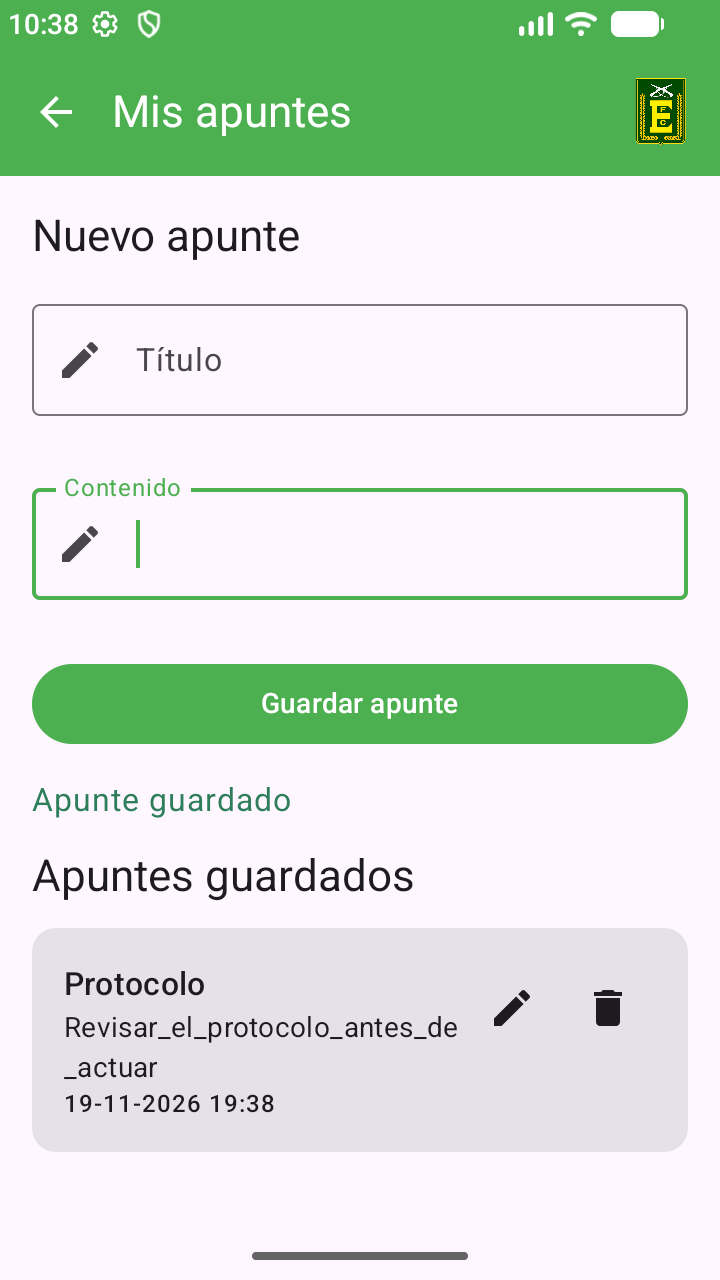 10:38
Mis apuntes
E
F
C
Nuevo apunte
Título
Contenido
Guardar apunte
Apunte guardado
Apuntes guardados
Protocolo
Revisar_el_protocolo_antes_de
_actuar
19-11-2026 19:38